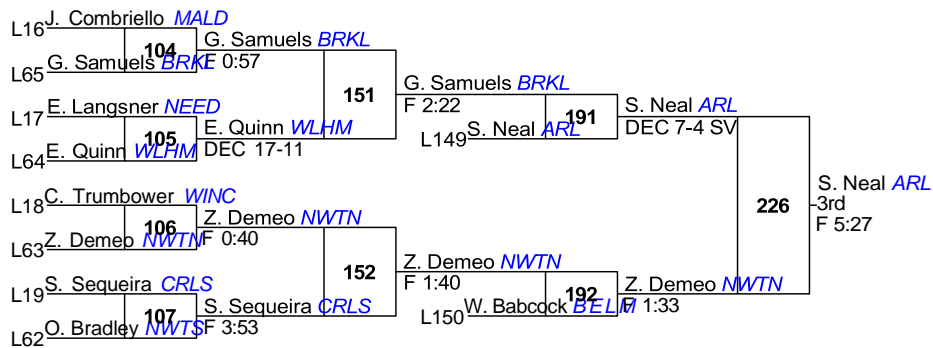 L16 J. Combriello MALD
104
L65 G. Samuels BRKL
G. Samuels BRKL
F 0:57
L17 E. Langsner NEED
105
L64 E. Quinn WLHM
E. Quinn WLHM
DEC 17-11
151
G. Samuels BRKL
F 2:22
L149 S. Neal ARL
191
S. Neal ARL
DEC 7-4 SV
L18 C. Trumbower WINC
106
L63 Z. Demeo NWTN
Z. Demeo NWTN
F 0:40
L19 S. Sequeira CRLS
107
L62 O. Bradley NWTS
S. Sequeira CRLS
F 3:53
152
Z. Demeo NWTN
F 1:40
L150 W. Babcock BELM
192
Z. Demeo NWTN
F 1:33
226
S. Neal ARL
3rd
F 5:27